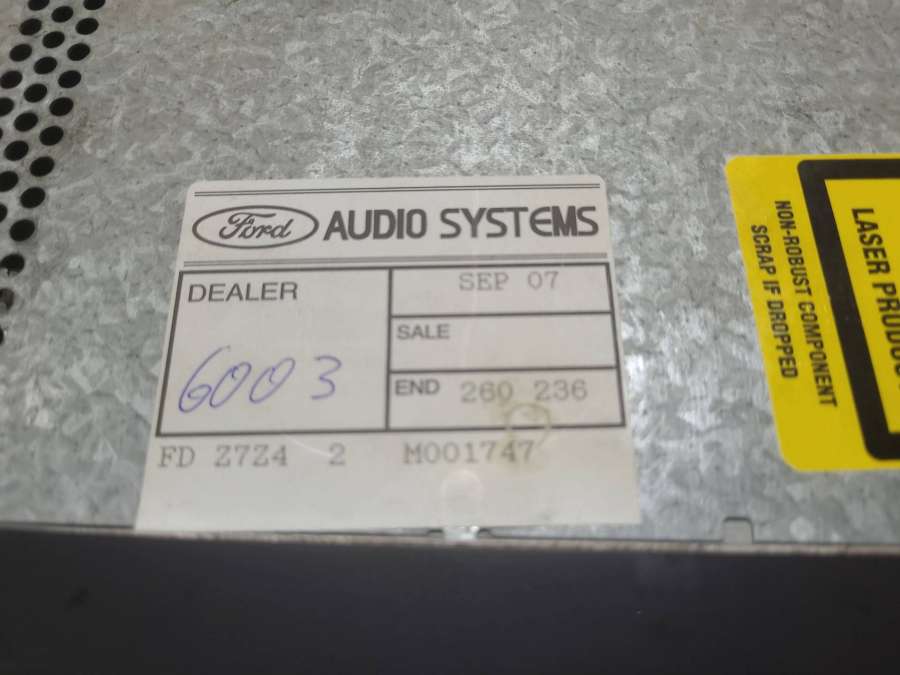 Ford AUDIO SYSTEMS
DEALER
6003
SEP 07
SALE
END 260 236
FD Z7Z4 2 M001747
NON-ROBUST COMPONENT
SCRAP IF DROPPED
LASER